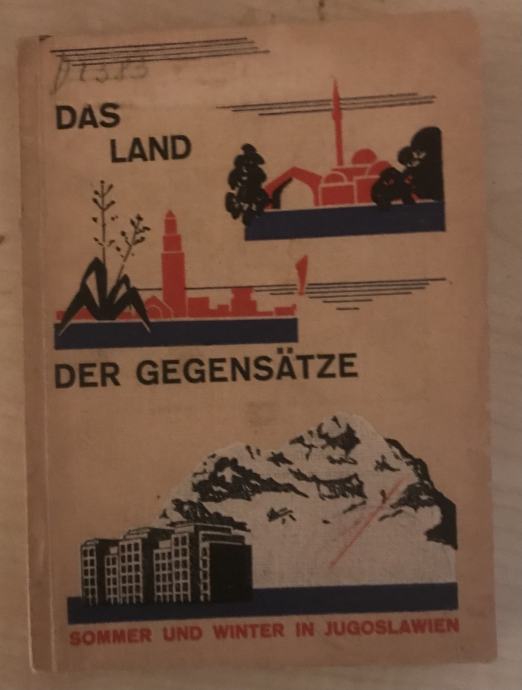 DAS
LAND
DER GEGENSÄTZE
SOMMER UND WINTER IN JUGOSLAWIEN